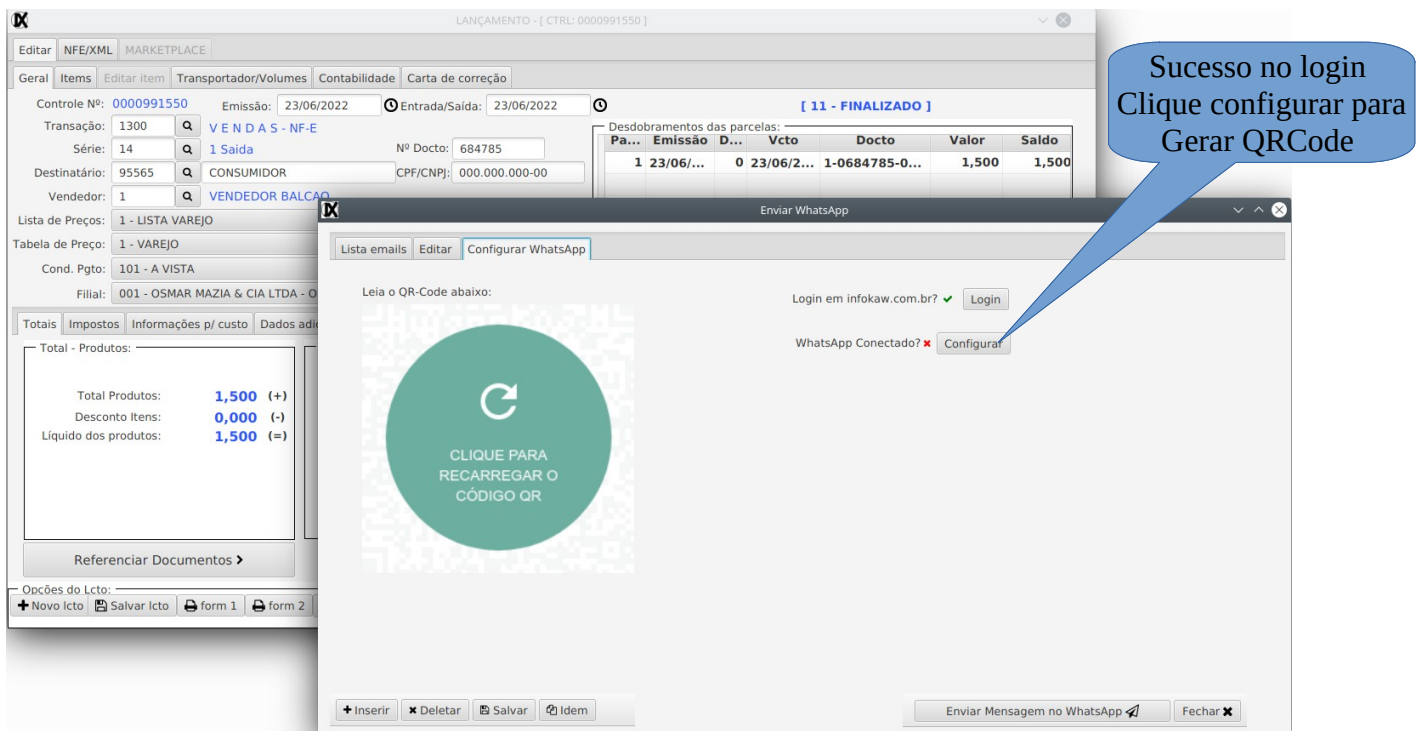 LANÇAMENTO - [ CTRL: 0000991550 ]
Editar NFE/XML MARKETPLACE
Geral Items Editar item Transportador/Volumes Contabilidade Carta de correção
Controle Nº: 0000991550 Emissão: 23/06/2022 Entrada/Saída: 23/06/2022 [ 11 - FINALIZADO ]
Transação: 1300 V E N D A S - NF-E
Série: 14 1 Saida Nº Docto: 684785
Destinatário: 95565 CONSUMIDOR CPF/CNPJ: 000.000.000-00
Vendedor: 1 VENDEDOR BALCAO
Lista de Preços: 1 - LISTA VAREJO
Tabela de Preço: 1 - VAREJO
Cond. Pgto: 101 - A VISTA
Filial: 001 - OSMAR MAZIA & CIA LTDA - O
Desdobramentos das parcelas:
Pa... Emissão D... Vcto Docto Valor Saldo
1 23/06/... 0 23/06/2... 1-0684785-0... 1,500 1,500
Totais Impostos Informações p/ custo Dados adi
Total - Produtos:
Total Produtos: 1,500 (+)
Desconto Itens: 0,000 (-)
Líquido dos produtos: 1,500 (=)
Referenciar Documentos
Opções do Lcto:
Novo lcto Salvar lcto form 1 form 2
Sucesso no login
Clique configurar para
Gerar QRCode
Enviar WhatsApp
Lista emails Editar Configurar WhatsApp
Leia o QR-Code abaixo:
Login em infokaw.com.br? Login
WhatsApp Conectado? Configurar
CLIQUE PARA
RECARREGAR O
CÓDIGO QR
Inserir Deletar Salvar Idem
Enviar Mensagem no WhatsApp Fechar